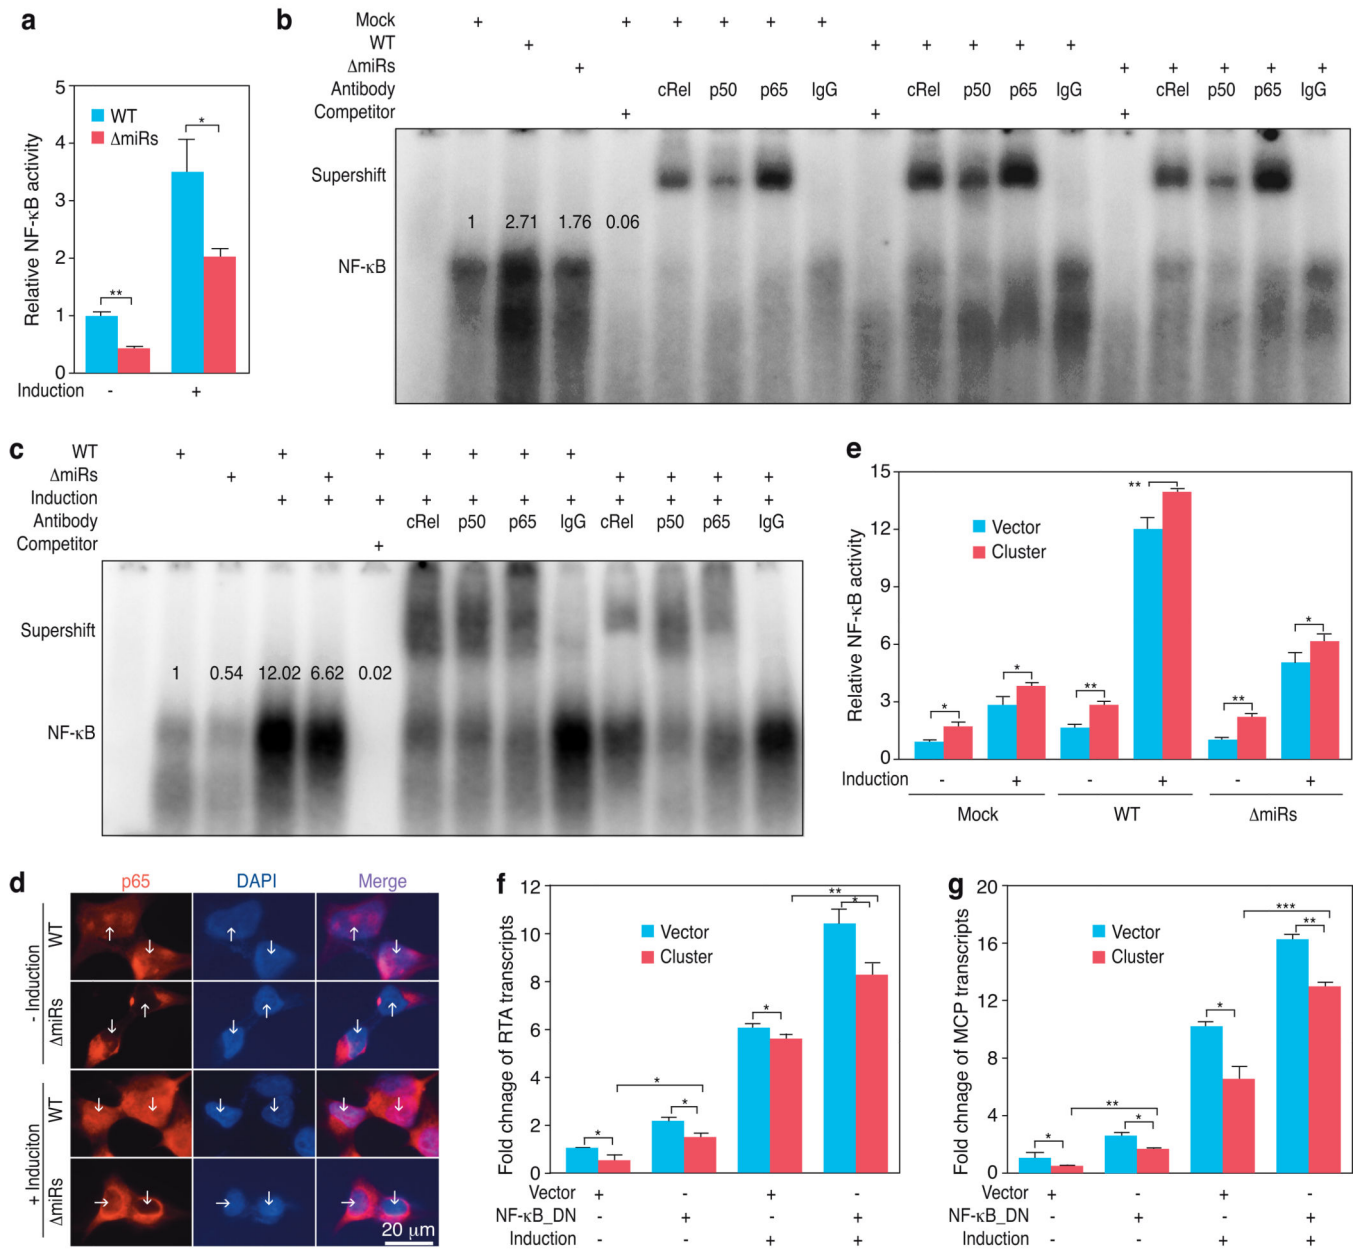 a
5
4
3
2
1
0
Relative NF-κB activity
WT
ΔmiRs
*
**
Induction - +
b
Mock + + + + + +
WT + + + + + +
ΔmiRs + + + + + +
Antibody cRel p50 p65 IgG cRel p50 p65 IgG cRel p50 p65 IgG
Competitor + + +
Supershift
1 2.71 1.76 0.06
NF-κB
c
WT + + + + + + +
ΔmiRs + + + + + +
Induction + + + + + + + + + + +
Antibody cRel p50 p65 IgG cRel p50 p65 IgG
Competitor +
Supershift
1 0.54 12.02 6.62 0.02
NF-κB
e
15
12
9
6
3
0
Relative NF-κB activity
Vector
Cluster
* * ** ** ** *
Induction - + - + - +
Mock WT ΔmiRs
d
p65 DAPI Merge
- Induction
WT
ΔmiRs
+ Induction
WT
ΔmiRs
20 μm
f
12
10
8
6
4
2
0
Fold chnage of RTA transcripts
Vector
Cluster
**
*
*
*
*
*
Vector + - + -
NF-κB_DN - + - +
Induction - - + +
g
20
16
12
8
4
0
Fold chnage of MCP transcripts
Vector
Cluster
***
**
*
**
*
*
Vector + - + -
NF-κB_DN - + - +
Induction - - + +